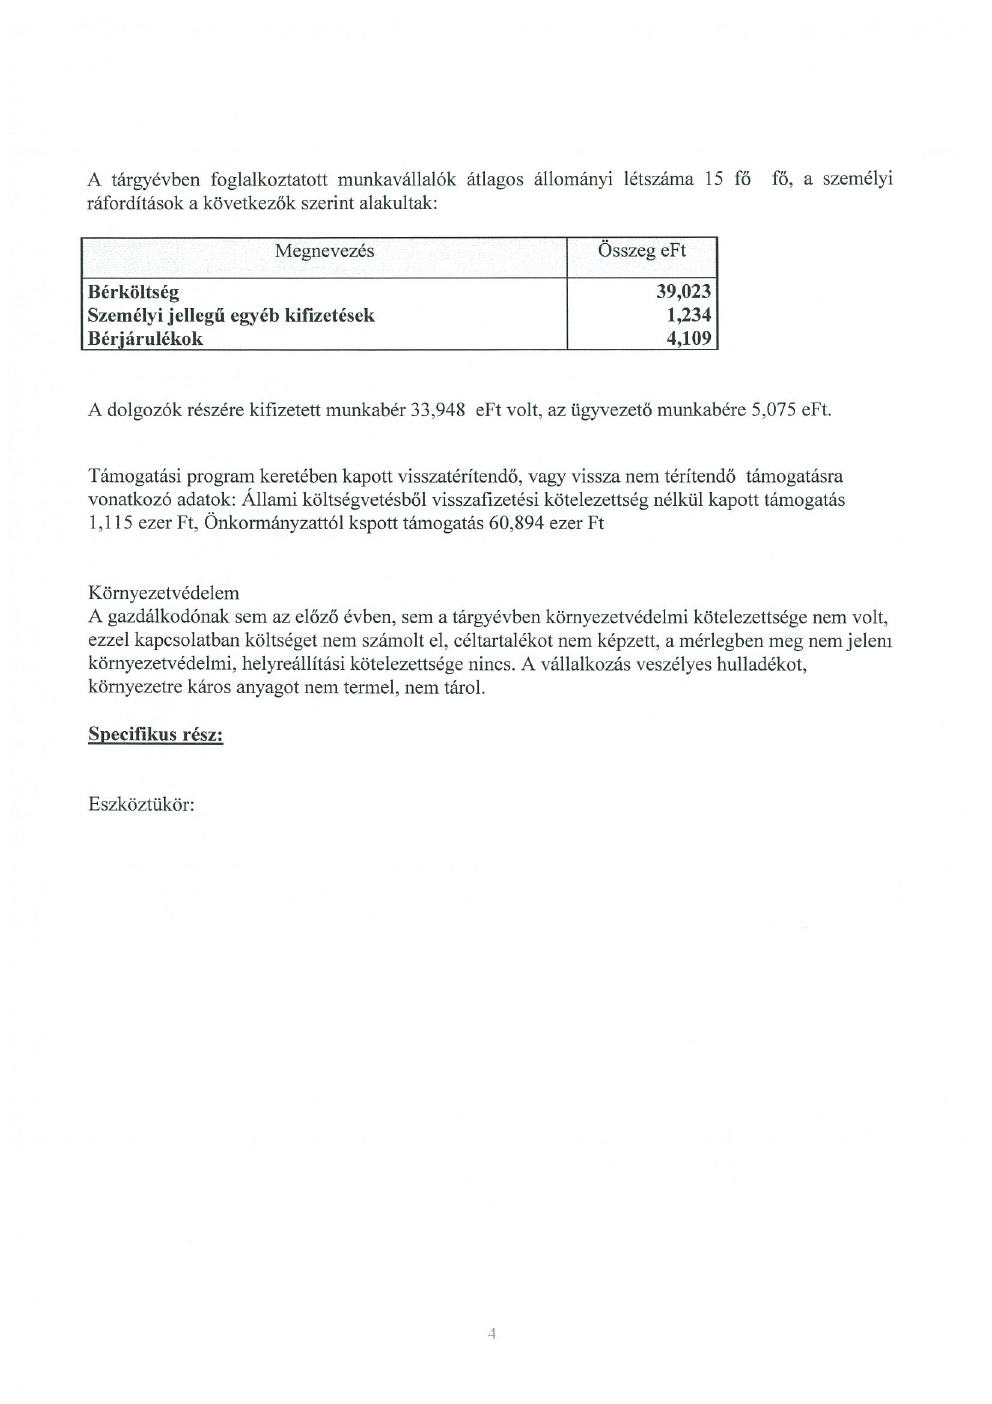 A tárgyévben foglalkoztatott munkavállalók átlagos állományi létszáma 15 fő fő, a személyi
ráfordítások a következők szerint alakultak:
Megnevezés Összeg eFt
Bérköltség 39,023
Személyi jellegű egyéb kifizetések 1,234
Bérjárulékok 4,109
A dolgozók részére kifizetett munkabér 33,948 eFt volt, az ügyvezető munkabére 5,075 eFt.
Támogatási program keretében kapott visszatérítendő, vagy vissza nem térítendő támogatásra
vonatkozó adatok: Állami költségvetésből visszafizetési kötelezettség nélkül kapott támogatás
1,115 ezer Ft, Önkormányzattól kspott támogatás 60,894 ezer Ft
Környezetvédelem
A gazdálkodónak sem az előző évben, sem a tárgyévben környezetvédelmi kötelezettsége nem volt,
ezzel kapcsolatban költséget nem számolt el, céltartalékot nem képzett, a mérlegben meg nem jelenı
környezetvédelmi, helyreállítási kötelezettsége nincs. A vállalkozás veszélyes hulladékot,
környezetre káros anyagot nem termel, nem tárol.
Specifikus rész:
Eszköztükör:
4